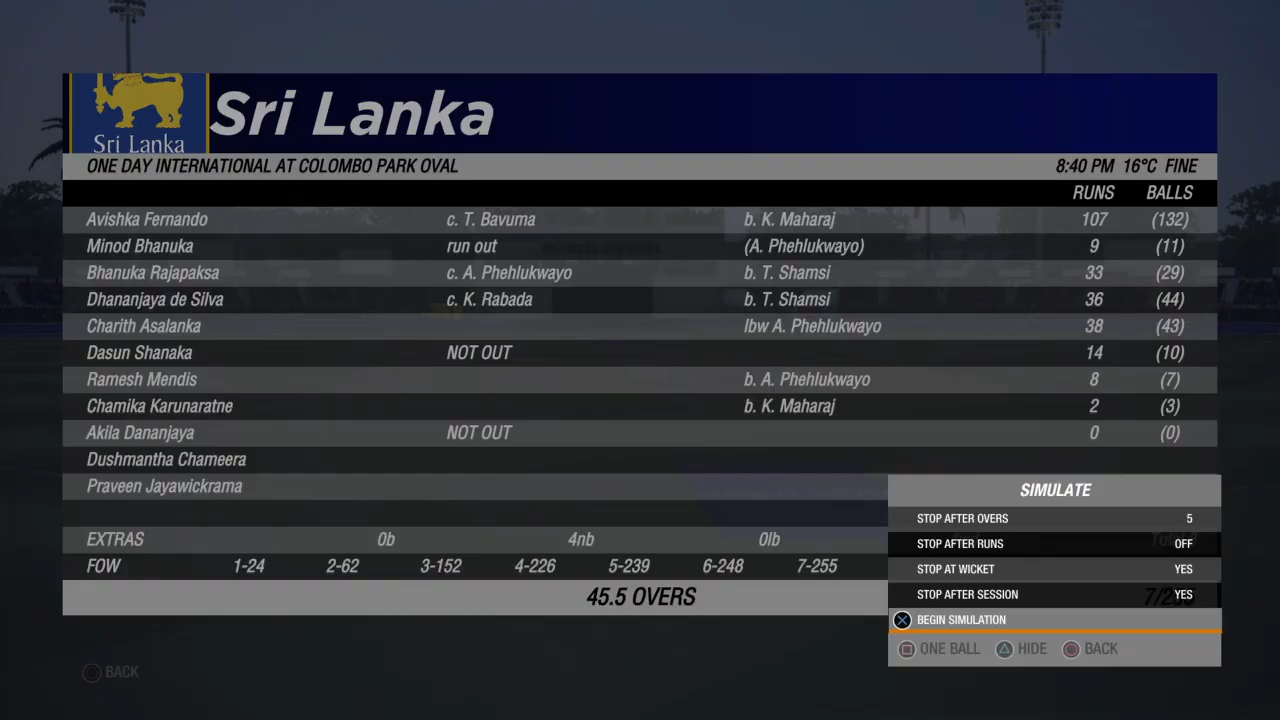 Sri Lanka
Sri Lanka
ONE DAY INTERNATIONAL AT COLOMBO PARK OVAL 8:40 PM 16°C FINE
RUNS BALLS
Avishka Fernando c. T. Bavuma b. K. Maharaj 107 (132)
Minod Bhanuka run out (A. Phehlukwayo) 9 (11)
Bhanuka Rajapaksa c. A. Phehlukwayo b. T. Shamsi 33 (29)
Dhananjaya de Silva c. K. Rabada b. T. Shamsi 36 (44)
Charith Asalanka lbw A. Phehlukwayo 38 (43)
Dasun Shanaka NOT OUT 14 (10)
Ramesh Mendis b. A. Phehlukwayo 8 (7)
Chamika Karunaratne b. K. Maharaj 2 (3)
Akila Dananjaya NOT OUT 0 (0)
Dushmantha Chameera
Praveen Jayawickrama
EXTRAS 0b 4nb 0lb
FOW 1-24 2-62 3-152 4-226 5-239 6-248 7-255
45.5 OVERS
SIMULATE
STOP AFTER OVERS 5
STOP AFTER RUNS OFF
STOP AT WICKET YES
STOP AFTER SESSION YES
BEGIN SIMULATION
ONE BALL HIDE BACK
BACK